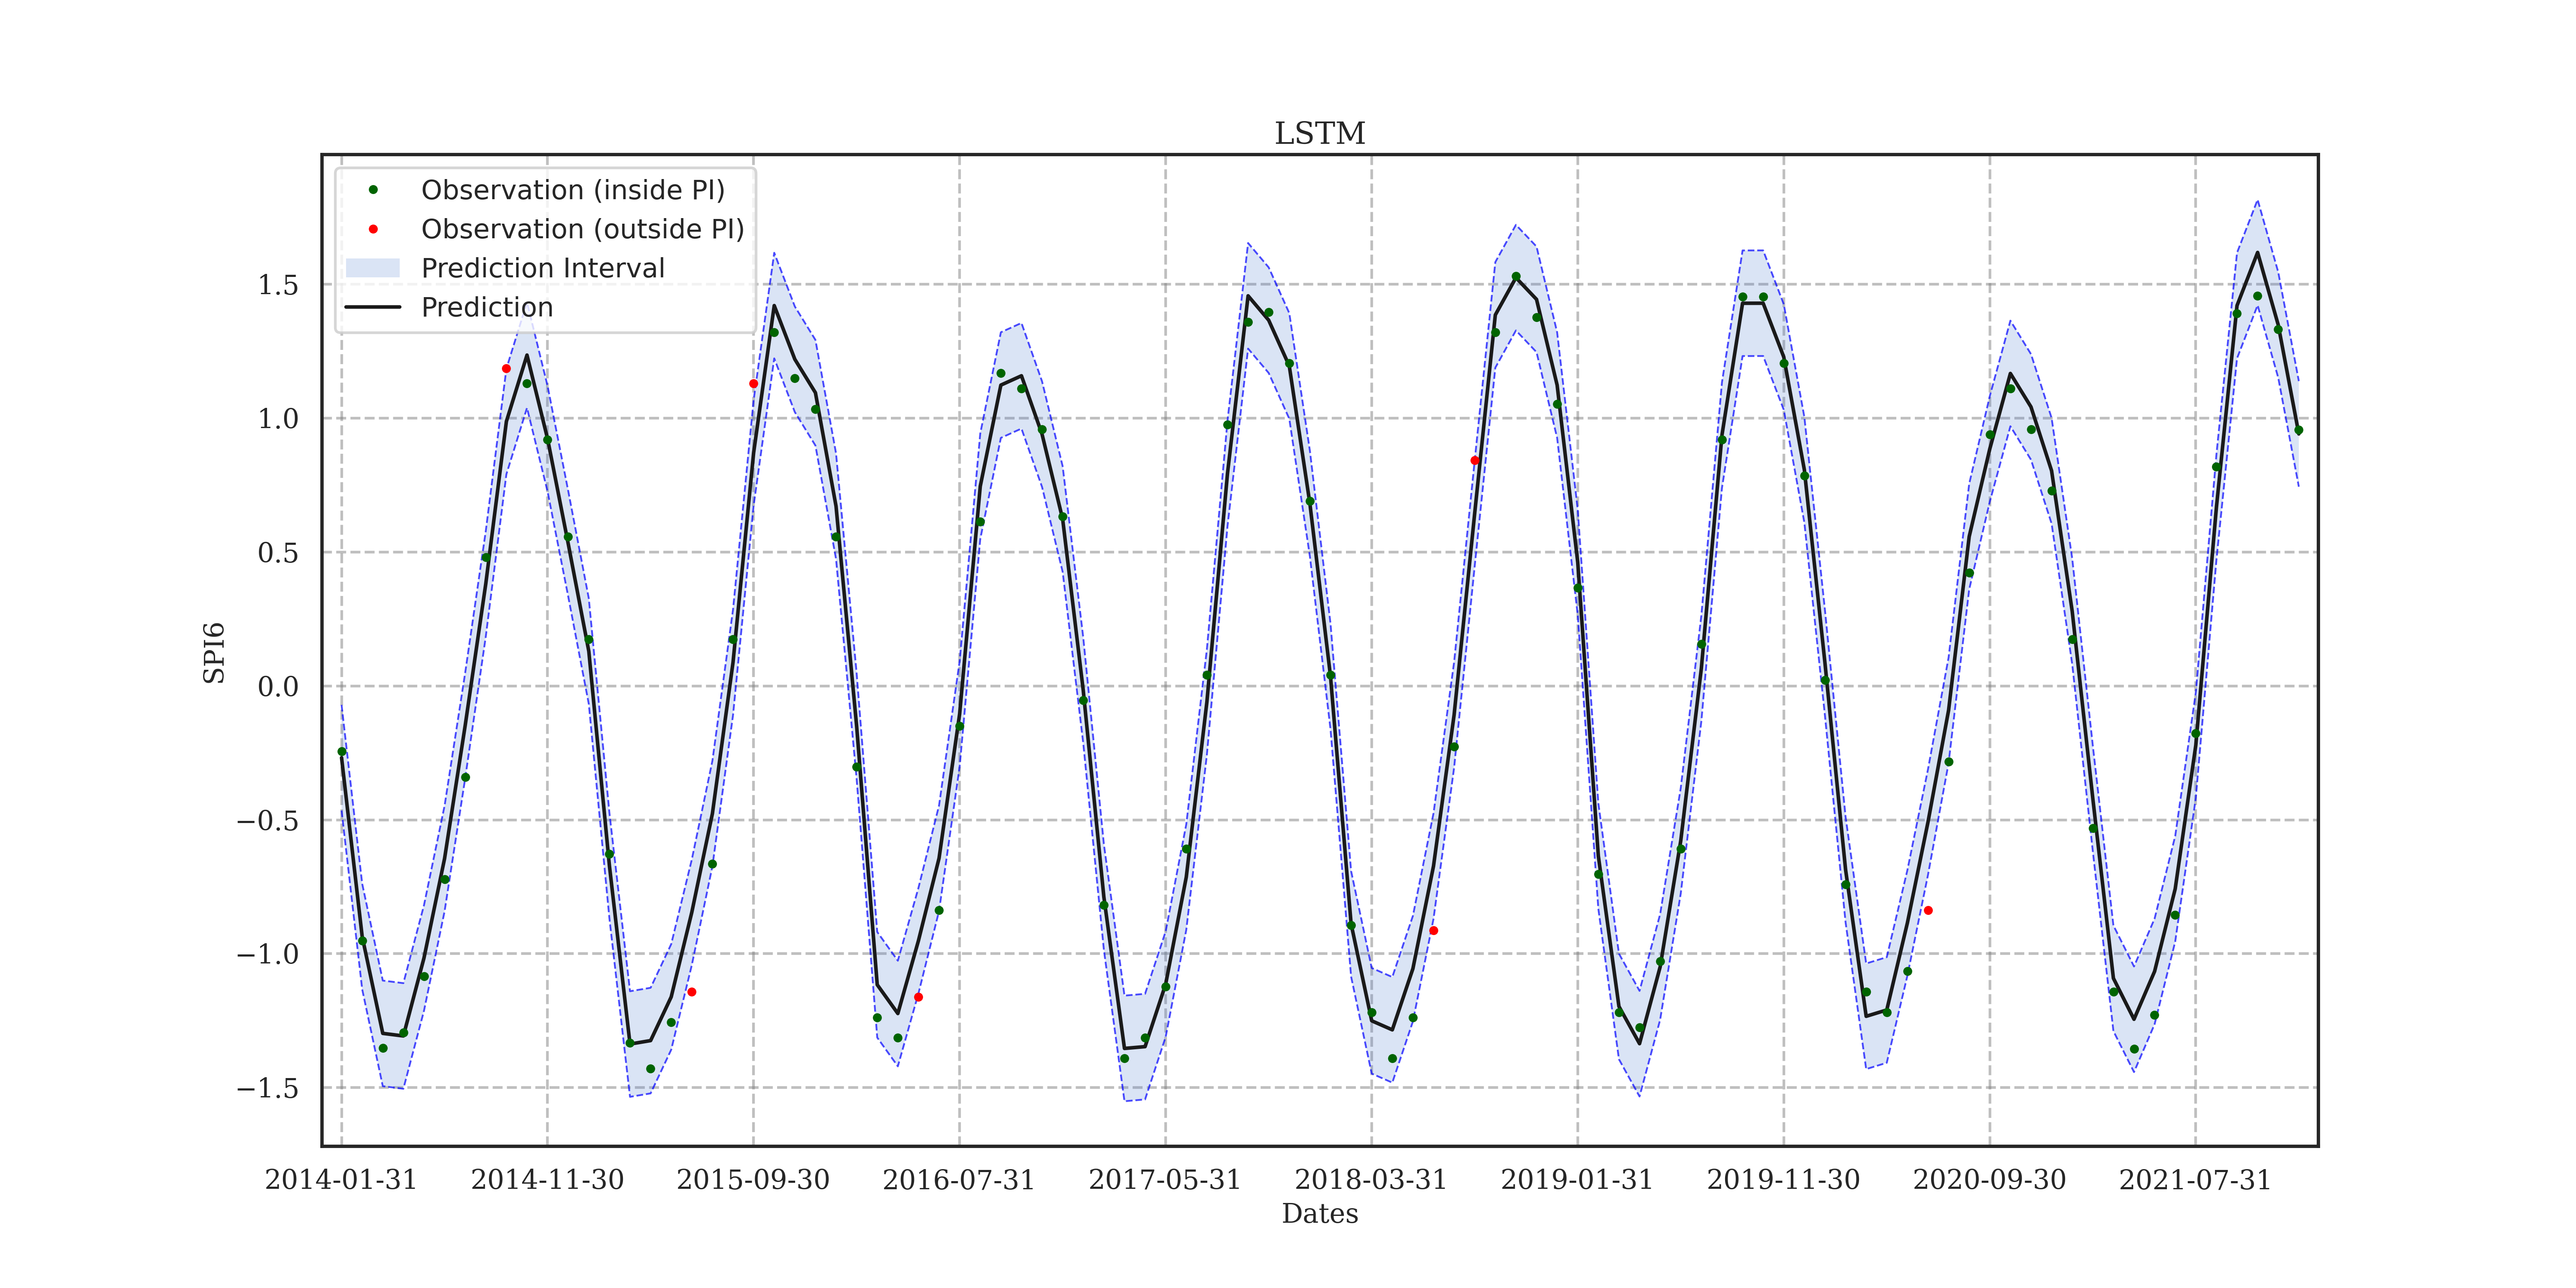 LSTM
Observation (inside PI)
Observation (outside PI)
Prediction Interval
Prediction
1.5
1.0
0.5
0.0
−0.5
−1.0
−1.5
SPI6
2014-01-31 2014-11-30 2015-09-30 2016-07-31 2017-05-31 2018-03-31 2019-01-31 2019-11-30 2020-09-30 2021-07-31
Dates